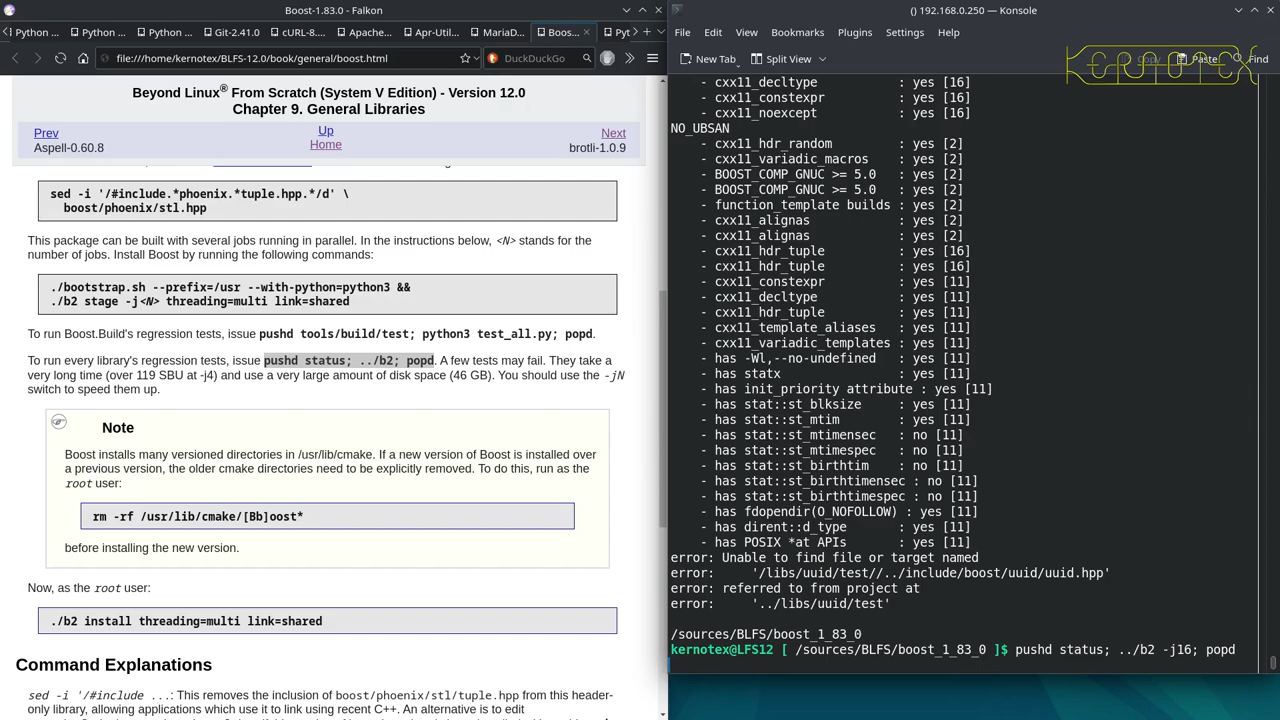 Boost-1.83.0 — Falkon
Python ...
Python ...
Python ...
Git-2.41.0
cURL-8....
Apache...
Apr-Util...
MariaD...
Boos...
Pyt
file:///home/kernotex/BLFS-12.0/book/general/boost.html
DuckDuckGo
Beyond Linux® From Scratch (System V Edition) - Version 12.0
Chapter 9. General Libraries
Prev
Up
Next
Aspell-0.60.8
Home
brotli-1.0.9
sed -i '/#include.*phoenix.*tuple.hpp.*/d' \
boost/phoenix/stl.hpp
This package can be built with several jobs running in parallel. In the instructions below, <N> stands for the
number of jobs. Install Boost by running the following commands:
./bootstrap.sh --prefix=/usr --with-python=python3 &&
./b2 stage -j<N> threading=multi link=shared
To run Boost.Build's regression tests, issue pushd tools/build/test; python3 test_all.py; popd.
To run every library's regression tests, issue pushd status; ../b2; popd. A few tests may fail. They take a
very long time (over 119 SBU at -j4) and use a very large amount of disk space (46 GB). You should use the -jN
switch to speed them up.
Note
Boost installs many versioned directories in /usr/lib/cmake. If a new version of Boost is installed over
a previous version, the older cmake directories need to be explicitly removed. To do this, run as the
root user:
rm -rf /usr/lib/cmake/[Bb]oost*
before installing the new version.
Now, as the root user:
./b2 install threading=multi link=shared
Command Explanations
sed -i '/#include ...: This removes the inclusion of boost/phoenix/stl/tuple.hpp from this header-
only library, allowing applications which use it to link using recent C++. An alternative is to edit
() 192.168.0.250 — Konsole
File Edit View Bookmarks Plugins Settings Help
New Tab
Split View
Copy
Paste
Find
KERNOTEX
- cxx11_decltype : yes [16]
- cxx11_constexpr : yes [16]
- cxx11_noexcept : yes [16]
NO_UBSAN
- cxx11_hdr_random : yes [2]
- cxx11_variadic_macros : yes [2]
- BOOST_COMP_GNUC >= 5.0 : yes [2]
- BOOST_COMP_GNUC >= 5.0 : yes [2]
- function_template builds : yes [2]
- cxx11_alignas : yes [2]
- cxx11_alignas : yes [2]
- cxx11_hdr_tuple : yes [16]
- cxx11_hdr_tuple : yes [16]
- cxx11_constexpr : yes [11]
- cxx11_decltype : yes [11]
- cxx11_hdr_tuple : yes [11]
- cxx11_template_aliases : yes [11]
- cxx11_variadic_templates : yes [11]
- has -Wl,--no-undefined : yes [11]
- has statx : yes [11]
- has init_priority attribute : yes [11]
- has stat::st_blksize : yes [11]
- has stat::st_mtim : yes [11]
- has stat::st_mtimensec : no [11]
- has stat::st_mtimespec : no [11]
- has stat::st_birthtim : no [11]
- has stat::st_birthtimensec : no [11]
- has stat::st_birthtimespec : no [11]
- has fdopendir(O_NOFOLLOW) : yes [11]
- has dirent::d_type : yes [11]
- has POSIX *at APIs : yes [11]
error: Unable to find file or target named
error: '/libs/uuid/test//../include/boost/uuid/uuid.hpp'
error: referred to from project at
error: '../libs/uuid/test'
/sources/BLFS/boost_1_83_0
kernotex@LFS12 [ /sources/BLFS/boost_1_83_0 ]$ pushd status; ../b2 -j16; popd